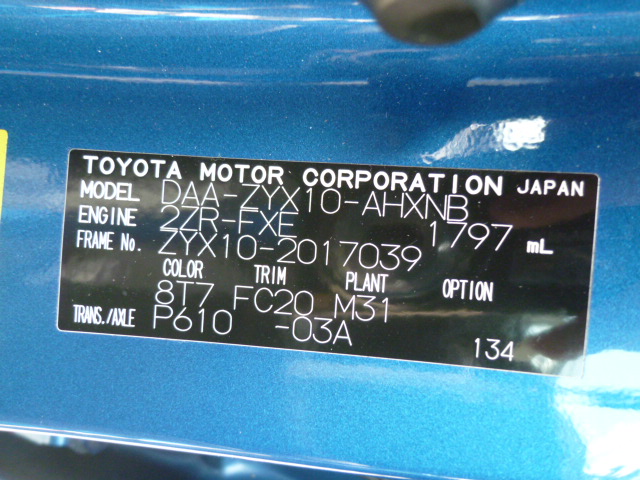 TOYOTA MOTOR CORPORATION JAPAN
MODEL DAA-ZYX10-AHXNB
ENGINE 2ZR-FXE 1797 mL
FRAME No. ZYX10-2017039
COLOR TRIM PLANT OPTION
8T7 FC20 M31
TRANS./AXLE P610 -03A
134